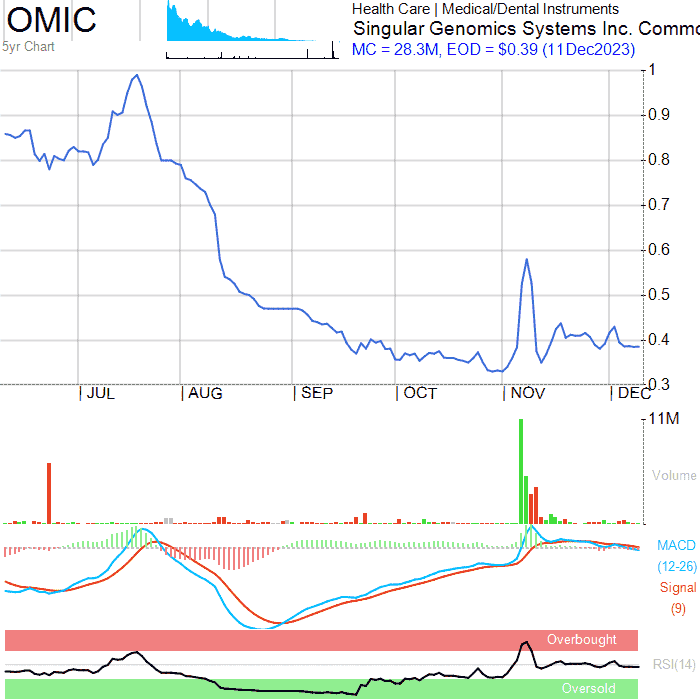 OMIC
5yr Chart
Health Care | Medical/Dental Instruments
Singular Genomics Systems Inc. Commo
MC = 28.3M, EOD = $0.39 (11Dec2023)
1
0.9
0.8
0.7
0.6
0.5
0.4
0.3
| JUL | AUG | SEP | OCT | NOV | DEC
11M
Volume
MACD
(12-26)
Signal
(9)
Overbought
RSI(14)
Oversold